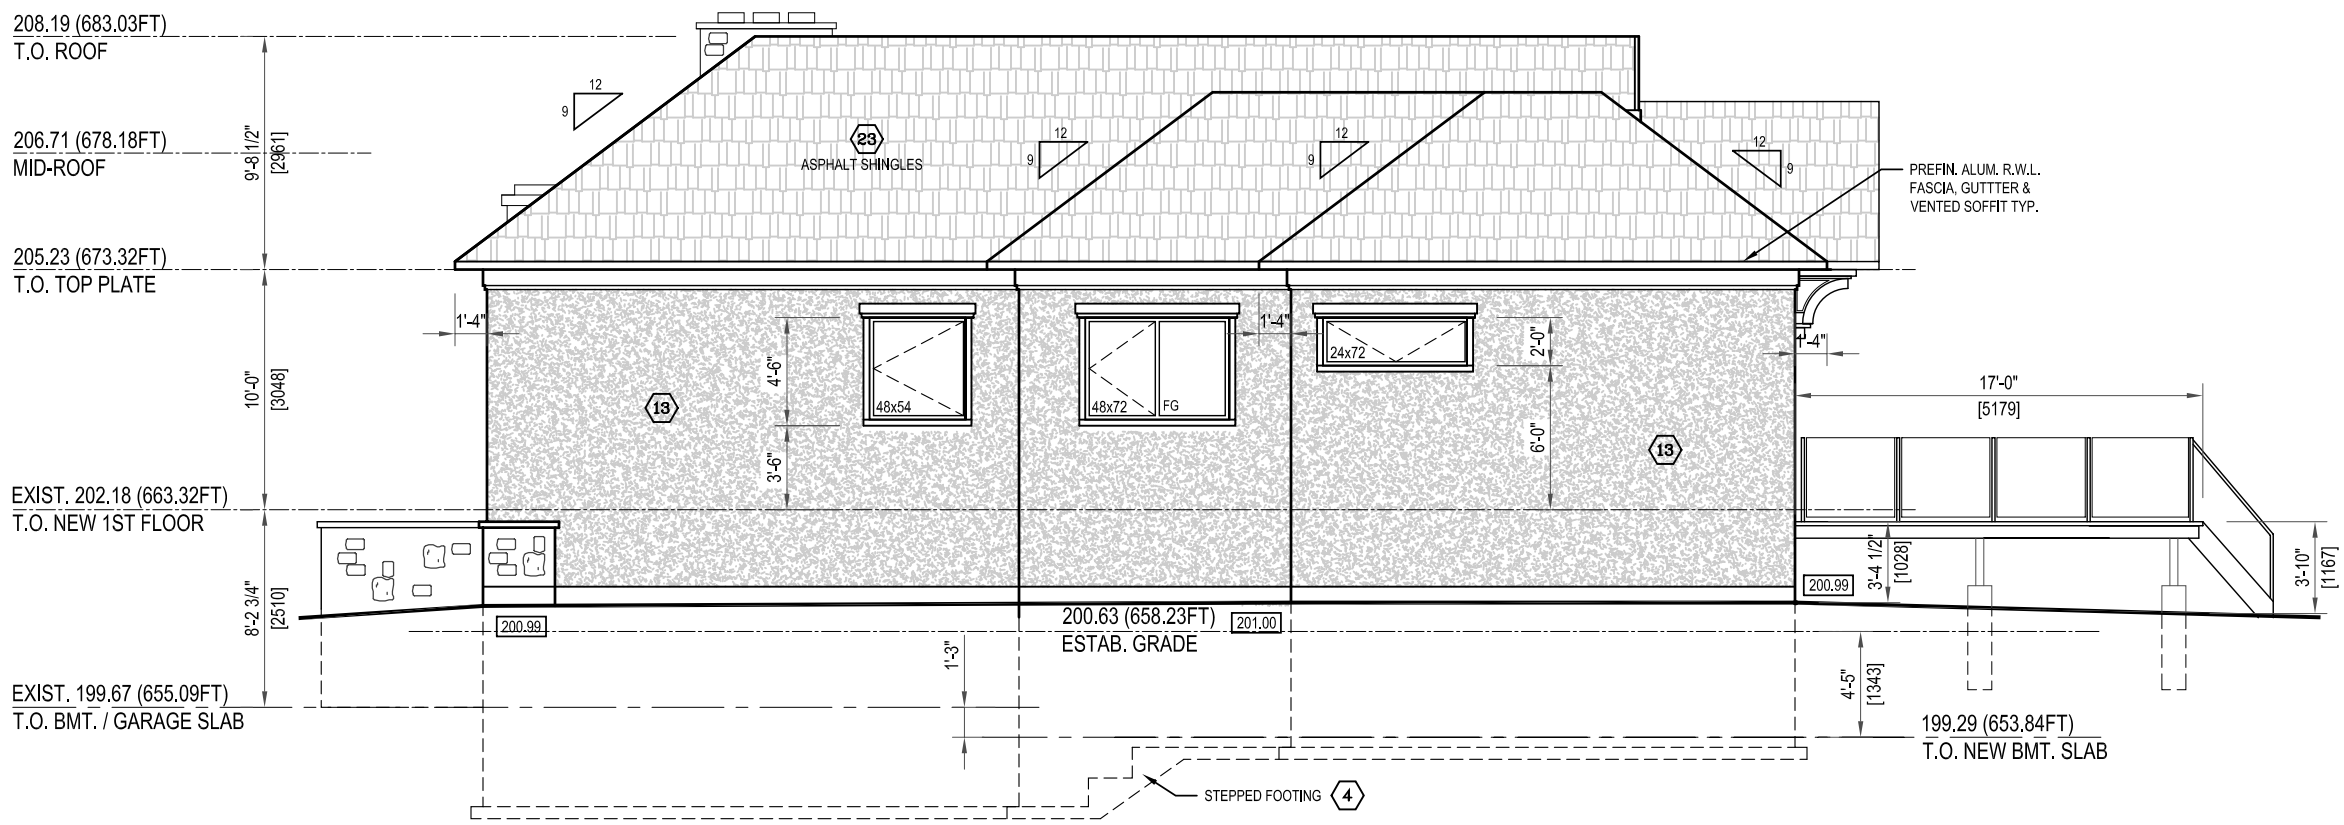 208.19 (683.03FT)
T.O. ROOF
206.71 (678.18FT)
MID-ROOF
205.23 (673.32FT)
T.O. TOP PLATE
EXIST. 202.18 (663.32FT)
T.O. NEW 1ST FLOOR
EXIST. 199.67 (655.09FT)
T.O. BMT. / GARAGE SLAB
9'-8 1/2"
[2961]
10'-0"
[3048]
8'-2 3/4"
[2510]
12
9
23
ASPHALT SHINGLES
12
9
12
9
12
9
PREFIN. ALUM. R.W.L.
FASCIA, GUTTTER &
VENTED SOFFIT TYP.
1'-4"
13
4'-6"
3'-6"
48x54
48x72
FG
1'-4"
24x72
2'-0"
6'-0"
13
1'-4"
17'-0"
[5179]
3'-4 1/2"
[1028]
3'-10"
[1167]
200.99
200.99
200.63 (658.23FT)
ESTAB. GRADE
201.00
1'-3"
4'-5"
[1343]
199.29 (653.84FT)
T.O. NEW BMT. SLAB
STEPPED FOOTING
4